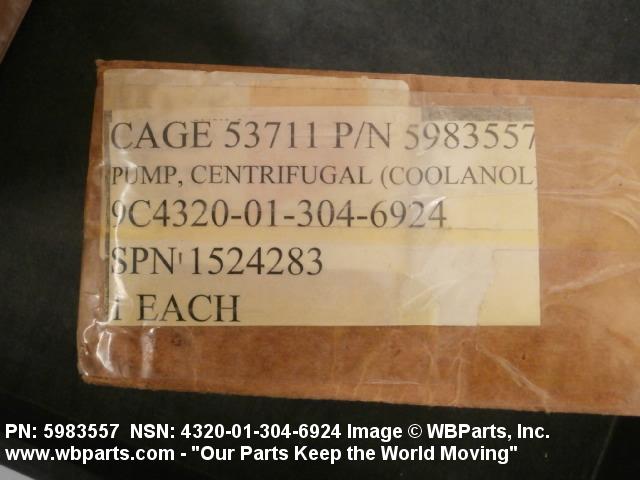 CAGE 53711 P/N 5983557
PUMP, CENTRIFUGAL (COOLANOL)
9C4320-01-304-6924
SPN 1524283
1 EACH
PN: 5983557 NSN: 4320-01-304-6924 Image © WBParts, Inc.
www.wbparts.com - "Our Parts Keep the World Moving"